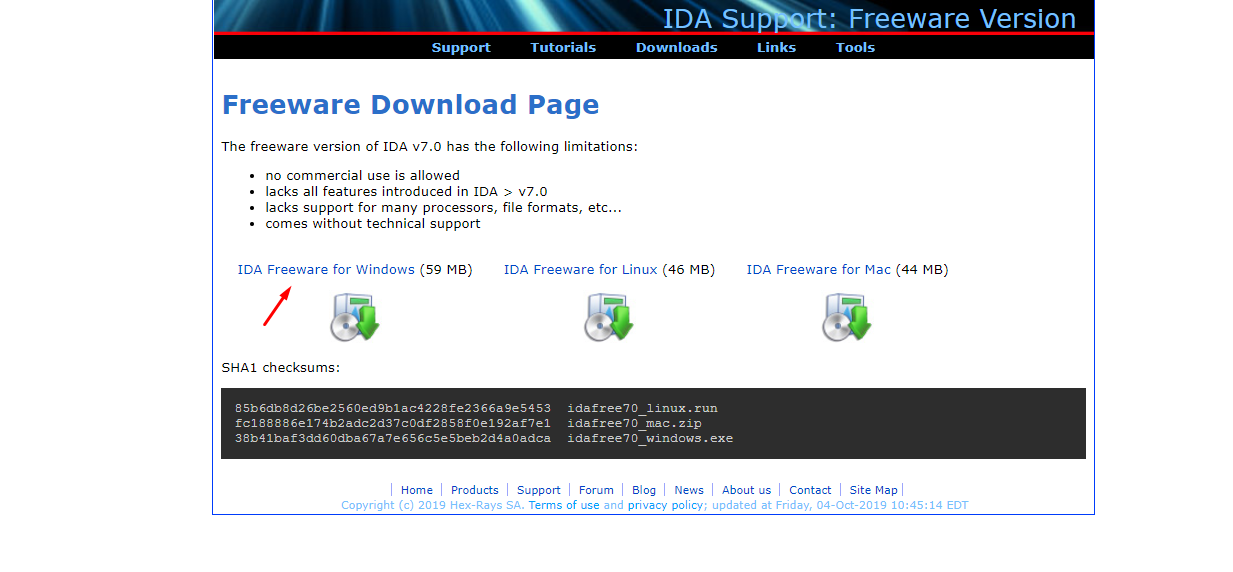 IDA Support: Freeware Version
Support Tutorials Downloads Links Tools
Freeware Download Page
The freeware version of IDA v7.0 has the following limitations:
• no commercial use is allowed
• lacks all features introduced in IDA > v7.0
• lacks support for many processors, file formats, etc...
• comes without technical support
IDA Freeware for Windows (59 MB) IDA Freeware for Linux (46 MB) IDA Freeware for Mac (44 MB)
SHA1 checksums:
85b6db8d26be2560ed9b1ac4228fe2366a9e5453 idafree70_linux.run
fc188886e174b2adc2d37c0df2858f0e192af7e1 idafree70_mac.zip
38b41baf3dd60dba67a7e656c5e5beb2d4a0adca idafree70_windows.exe
Home | Products | Support | Forum | Blog | News | About us | Contact | Site Map |
Copyright (c) 2019 Hex-Rays SA. Terms of use and privacy policy; updated at Friday, 04-Oct-2019 10:45:14 EDT